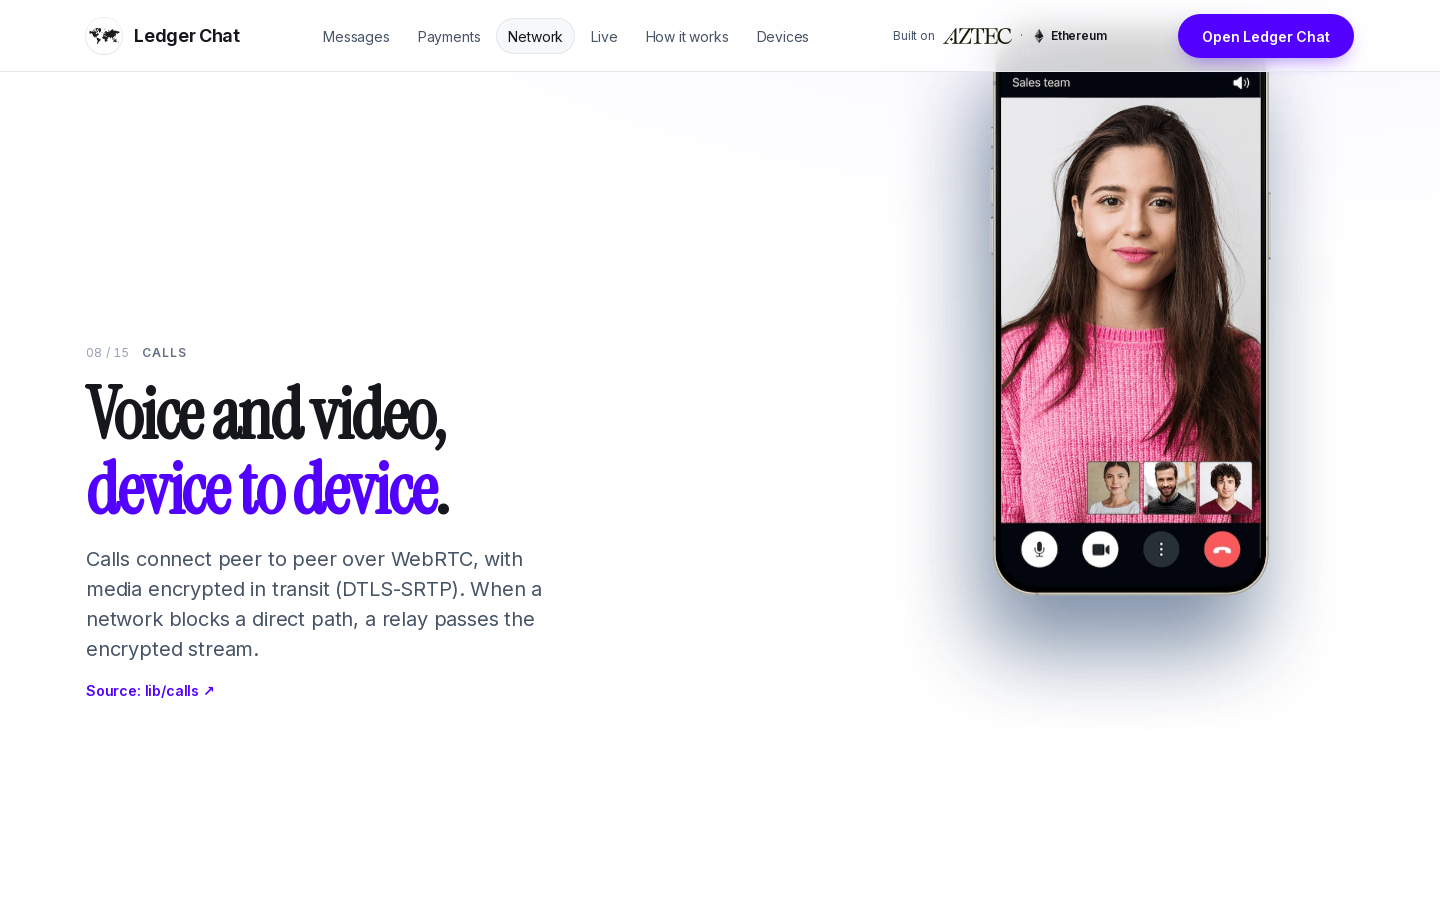 Ledger Chat
Messages
Payments
Network
Live
How it works
Devices
Built on AZTEC · Ethereum
Open Ledger Chat
Sales team
08 / 15 CALLS
Voice and video,
device to device.
Calls connect peer to peer over WebRTC, with
media encrypted in transit (DTLS-SRTP). When a
network blocks a direct path, a relay passes the
encrypted stream.
Source: lib/calls ↗